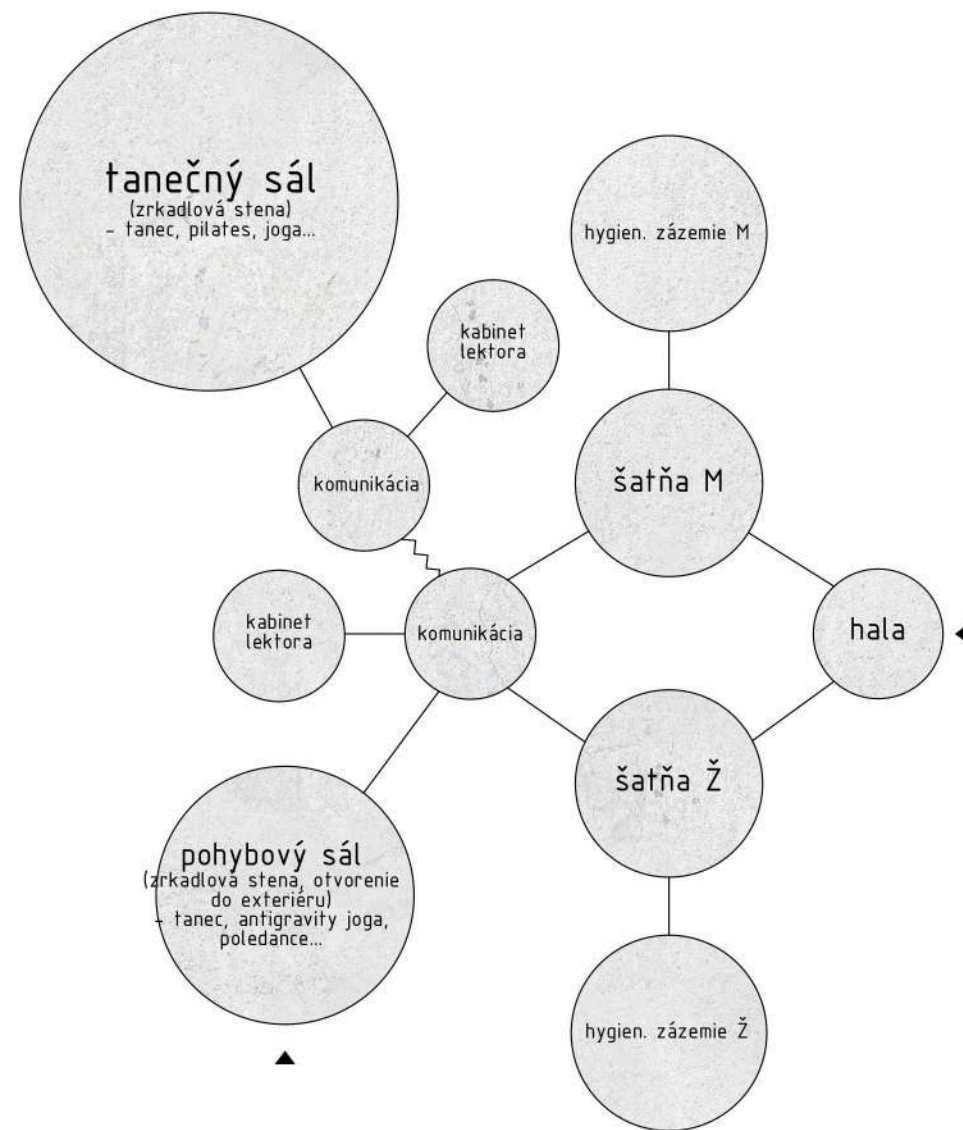 tanečný sál
(zrkadlová stena)
- tanec, pilates, joga...
hygien. zázemie M
kabinet
lektora
komunikácia
šatňa M
kabinet
lektora
komunikácia
hala
šatňa Ž
pohybový sál
(zrkadlová stena, otvorenie
do exteriéru)
- tanec, antigravity joga,
poledance...
hygien. zázemie Ž